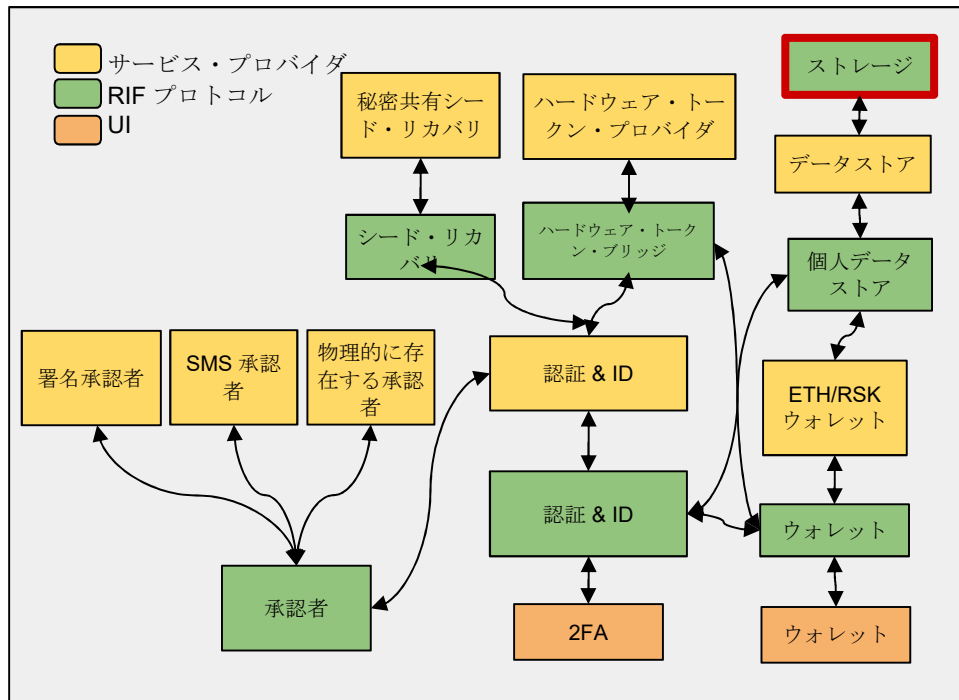 サービス・プロバイダ
RIF プロトコル
UI
秘密共有シー
ド・リカバリ
ハードウェア・トー
クン・プロバイダ
ストレージ
データストア
シード・リカ
バリ
ハードウェア・トーク
ン・ブリッジ
個人データ
ストア
署名承認者
SMS 承認
者
物理的に存
在する承認
者
認証 & ID
ETH/RSK
ウォレット
認証 & ID
ウォレット
承認者
2FA
ウォレット